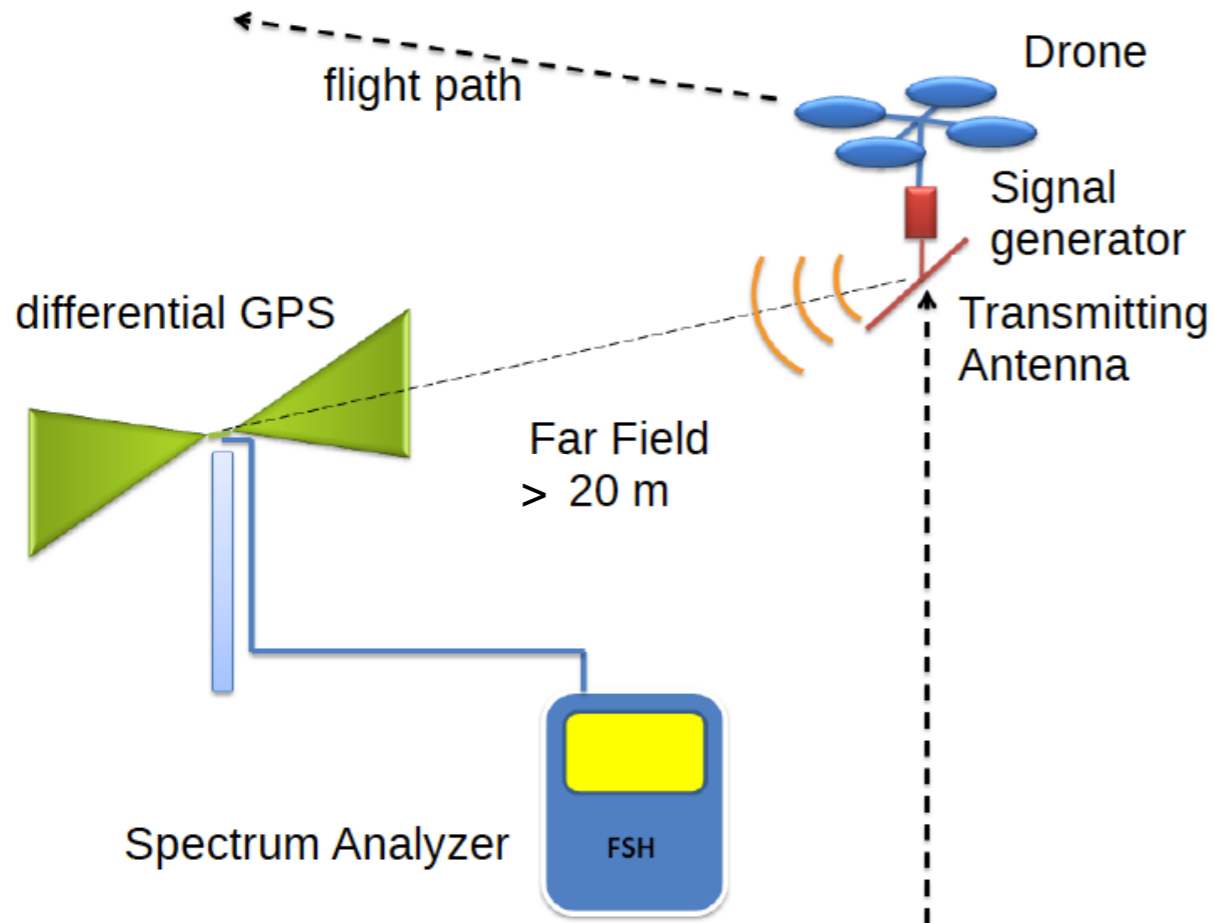 Drone
flight path
Signal
generator
differential GPS
Transmitting
Antenna
Far Field
> 20 m
Spectrum Analyzer
FSH